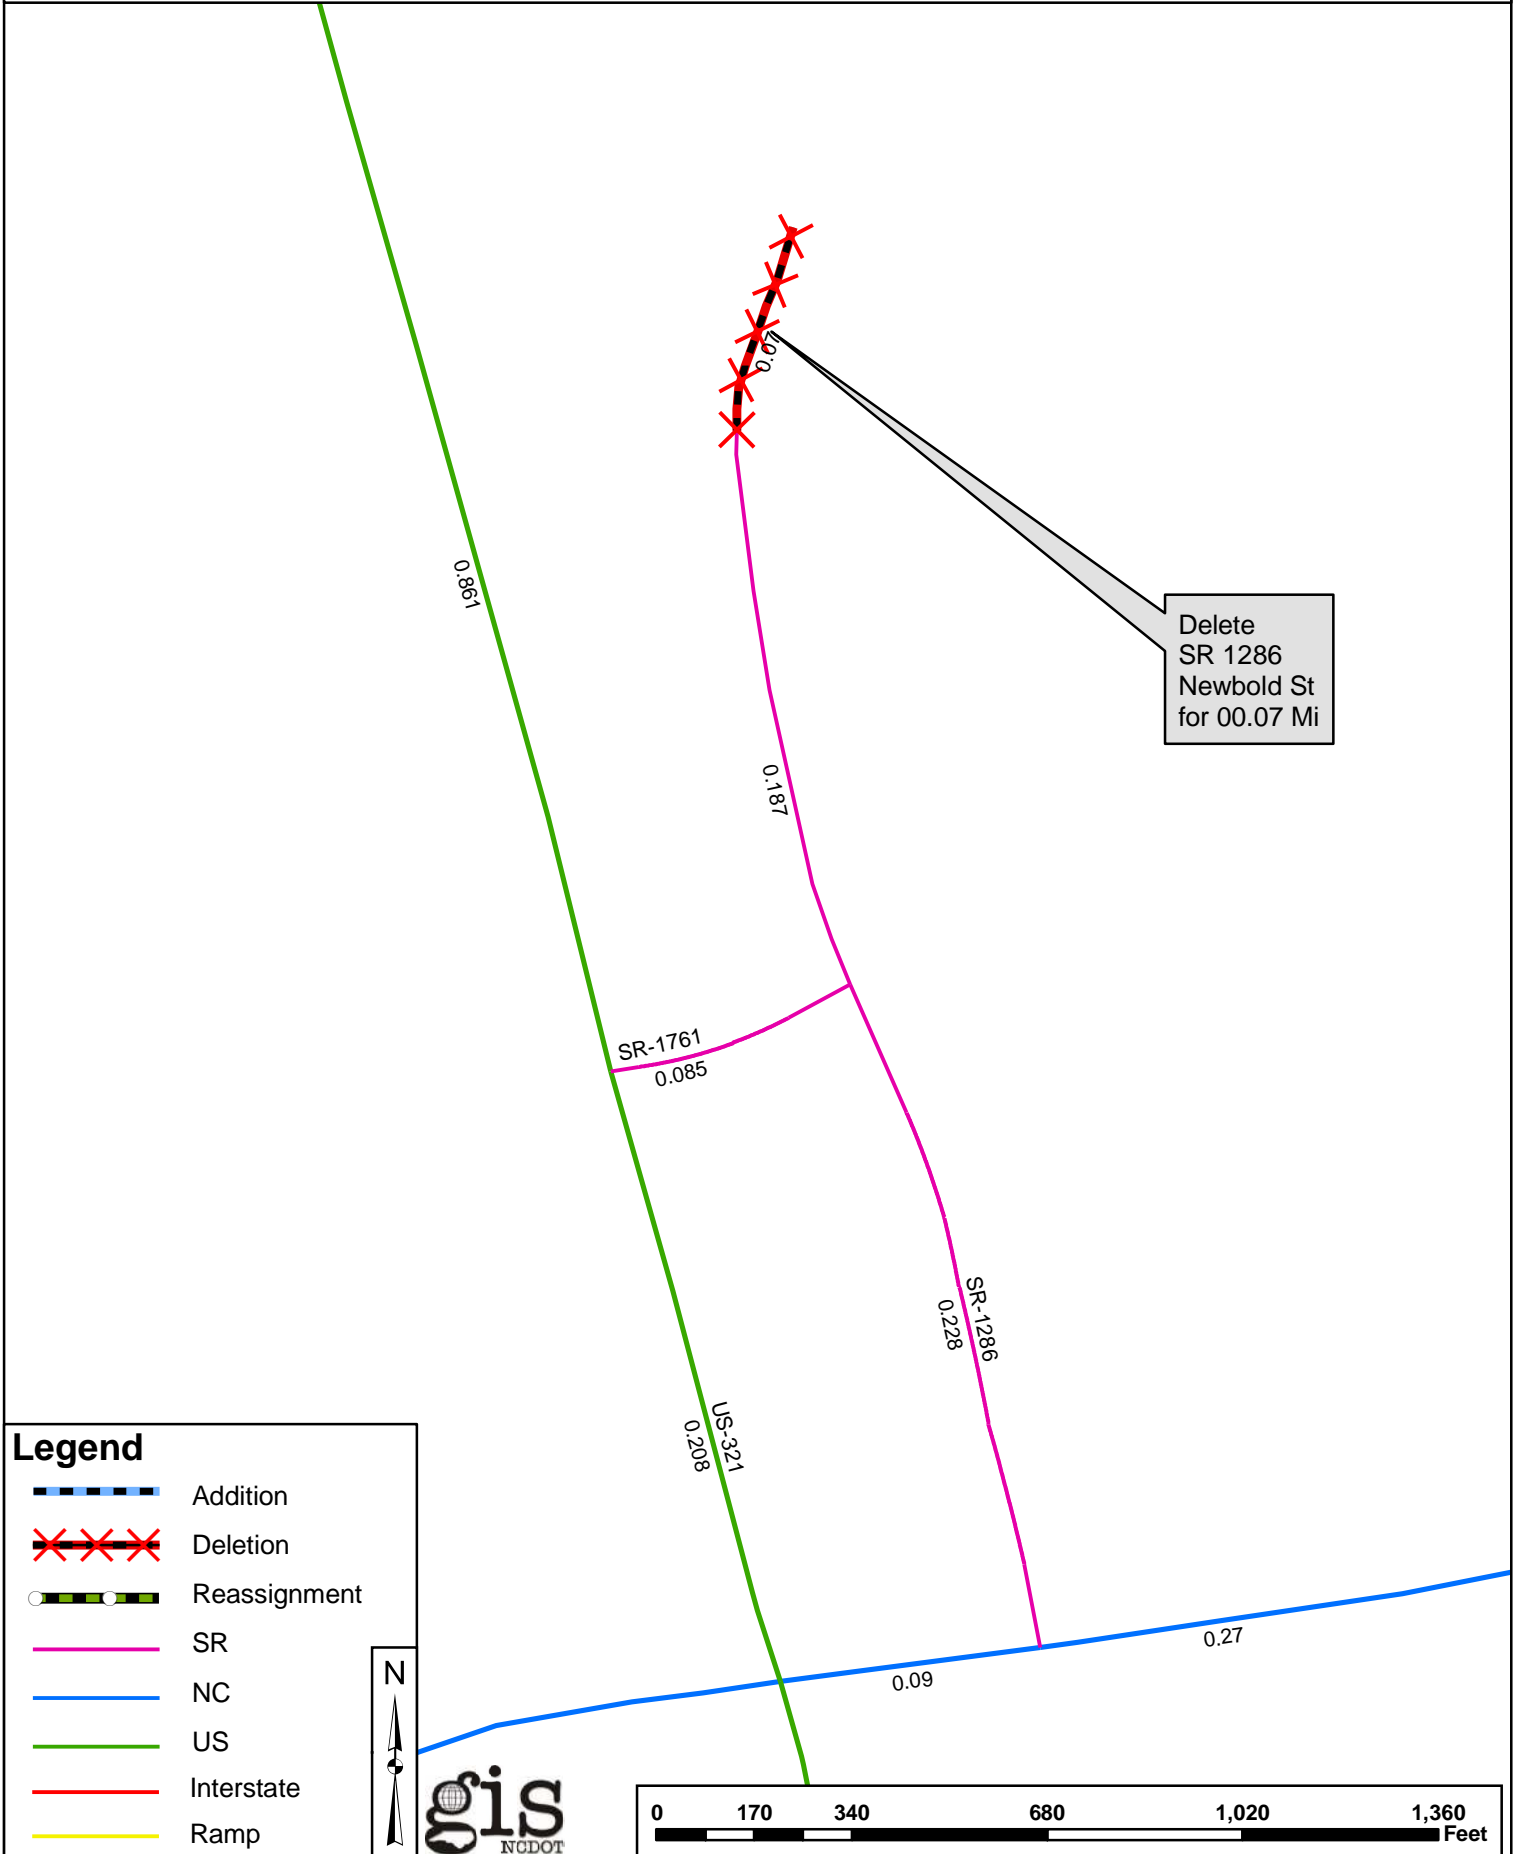 0.07
0.861
Delete
SR 1286
Newbold St
for 00.07 Mi
0.187
SR-1761
0.085
SR-1286
0.228
US-321
0.208
0.27
0.09
Legend
Addition
Deletion
Reassignment
SR
NC
US
Interstate
Ramp
N
gis
NCDOT
0 170 340 680 1,020 1,360
Feet